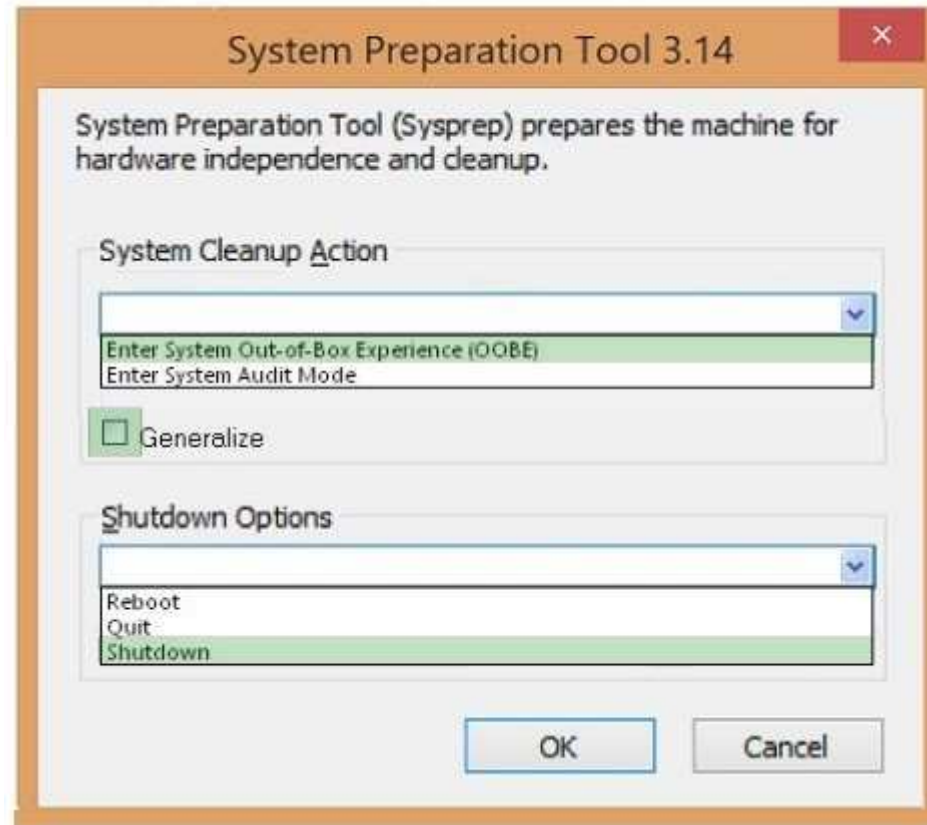 System Preparation Tool 3.14
System Preparation Tool (Sysprep) prepares the machine for
hardware independence and cleanup.
System Cleanup Action
Enter System Out-of-Box Experience (OOBE)
Enter System Audit Mode
Generalize
Shutdown Options
Reboot
Quit
Shutdown
OK
Cancel